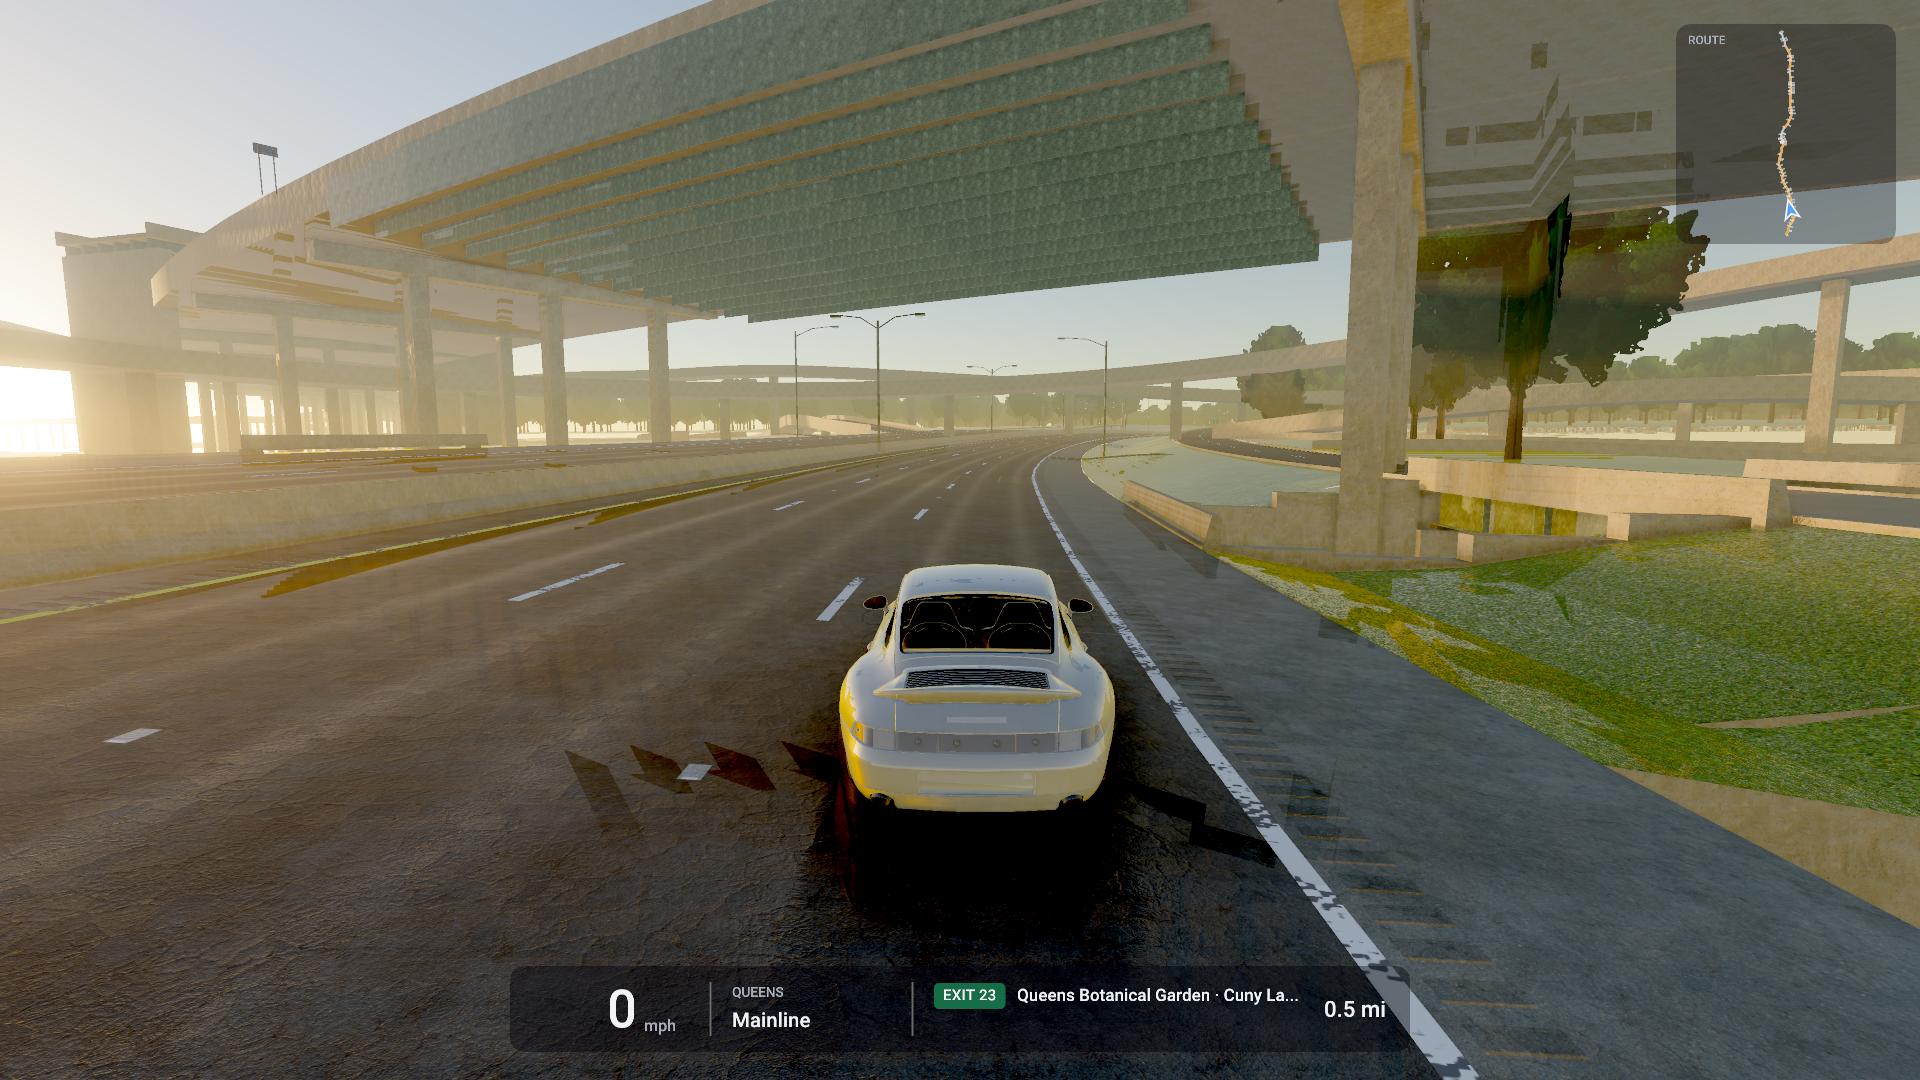 ROUTE
0 mph
QUEENS
Mainline
EXIT 23 Queens Botanical Garden · Cuny La...
0.5 mi